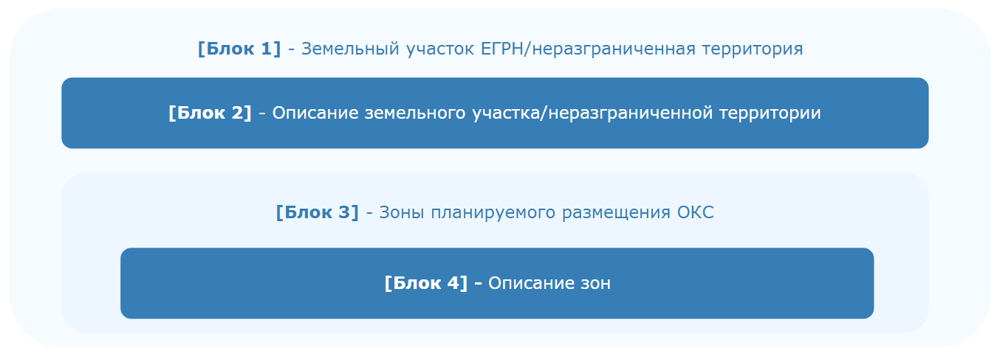 [Блок 1] - Земельный участок ЕГРН/неразграниченная территория
[Блок 2] - Описание земельного участка/неразграниченной территории
[Блок 3] - Зоны планируемого размещения ОКС
[Блок 4] – Описание зон